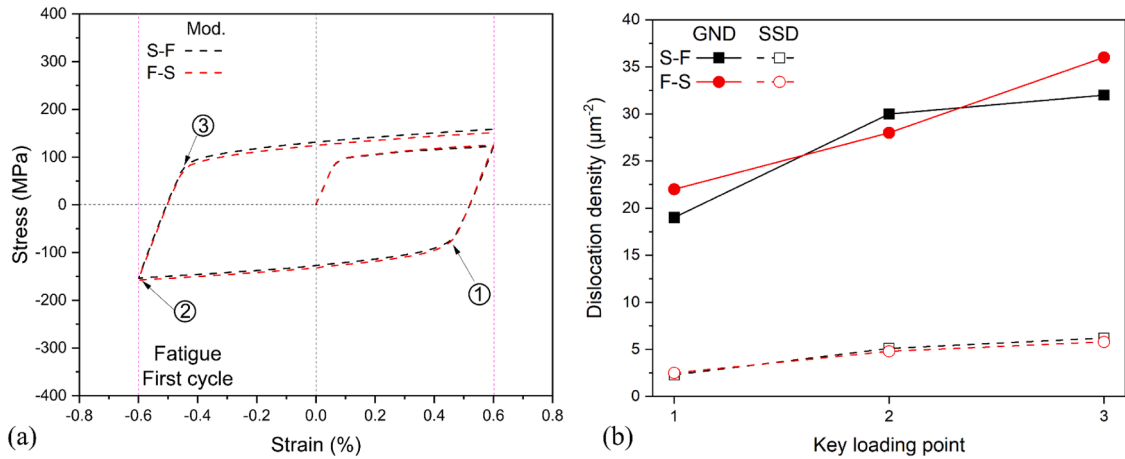 400
300
200
100
0
-100
-200
-300
-400
Stress (MPa)
Mod.
S-F
F-S
③
①
②
Fatigue
First cycle
-0.8 -0.6 -0.4 -0.2 0.0 0.2 0.4 0.6 0.8
Strain (%)
(a)
40
35
30
25
20
15
10
5
0
Dislocation density (µm⁻²)
GND SSD
S-F
F-S
1 2 3
Key loading point
(b)